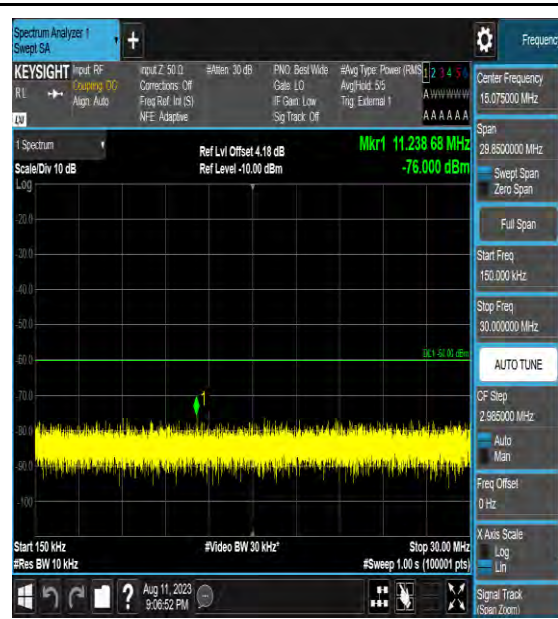 Spectrum Analyzer 1
Swept SA
Frequency
KEYSIGHT
RL
Input: RF
Coupling: DC
Align: Auto
Input Z: 50 Ω
Corrections: Off
Freq Ref: Int (S)
NFE: Adaptive
#Atten: 30 dB
PNO: Best Wide
Gate: LO
IF Gain: Low
Sig Track: Off
#Avg Type: Power (RMS
Avg|Hold: 5/5
Trig: External 1
1 2 3 4 5 6
A W W W W W
A A A A A A
LW
1 Spectrum
Scale/Div 10 dB
Log
Ref Lvl Offset 4.18 dB
Ref Level -10.00 dBm
Mkr1 11.238 68 MHz
-76.000 dBm
-20.0
-30.0
-40.0
-50.0
-60.0
-70.0
-80.0
-90.0
-100
DL1 -60.00 dBm
1
Start 150 kHz
#Res BW 10 kHz
#Video BW 30 kHz*
Stop 30.00 MHz
#Sweep 1.00 s (100001 pts)
Center Frequency
15.075000 MHz
Span
29.8500000 MHz
Swept Span
Zero Span
Full Span
Start Freq
150.000 kHz
Stop Freq
30.000000 MHz
AUTO TUNE
CF Step
2.985000 MHz
Auto
Man
Freq Offset
0 Hz
X Axis Scale
Log
Lin
Signal Track
(Span Zoom)
?
Aug 11, 2023
9:06:52 PM